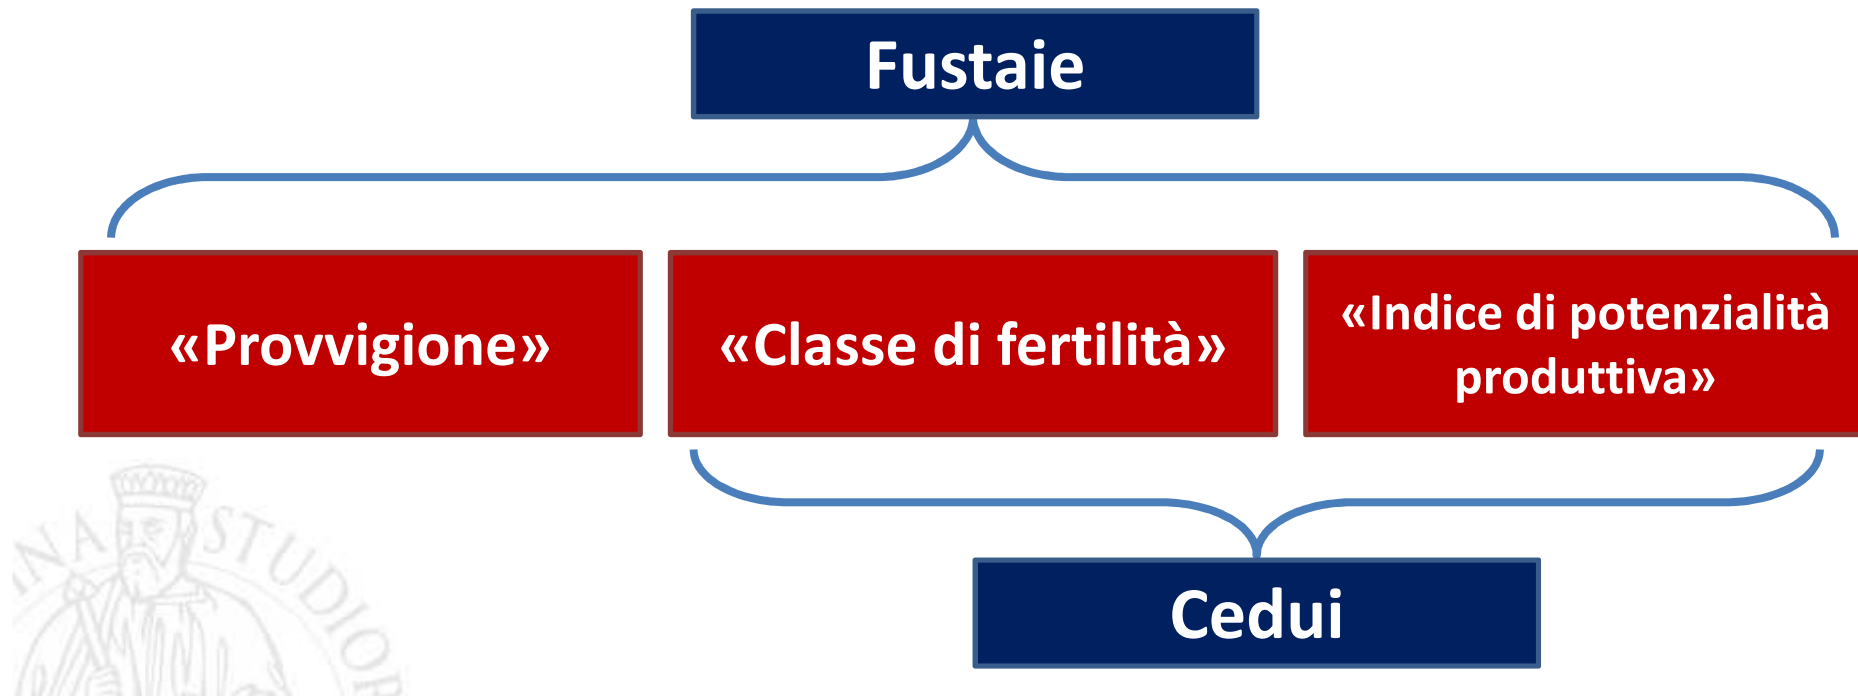 Fustaie
«Provvigione»
«Classe di fertilità»
«Indice di potenzialità
produttiva»
Cedui